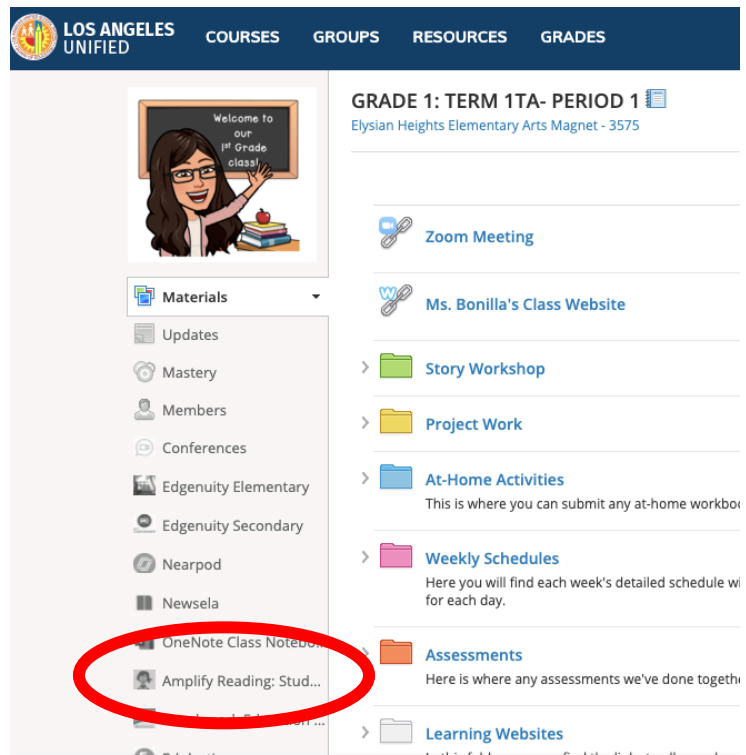 LOS ANGELES
UNIFIED
COURSES
GROUPS
RESOURCES
GRADES
Welcome to
our
1st Grade
class!
GRADE 1: TERM 1TA- PERIOD 1
Elysian Heights Elementary Arts Magnet - 3575
Zoom Meeting
Materials
Ms. Bonilla's Class Website
Updates
Story Workshop
Mastery
Members
Project Work
Conferences
At-Home Activities
Edgenuity Elementary
This is where you can submit any at-home
Edgenuity Secondary
Weekly Schedules
Nearpod
Here you will find each week's detailed schedule
for each day.
Newsela
OneNote Class
Assessments
Amplify Reading: Stud...
Here is where any assessments we've done
Learning Websites